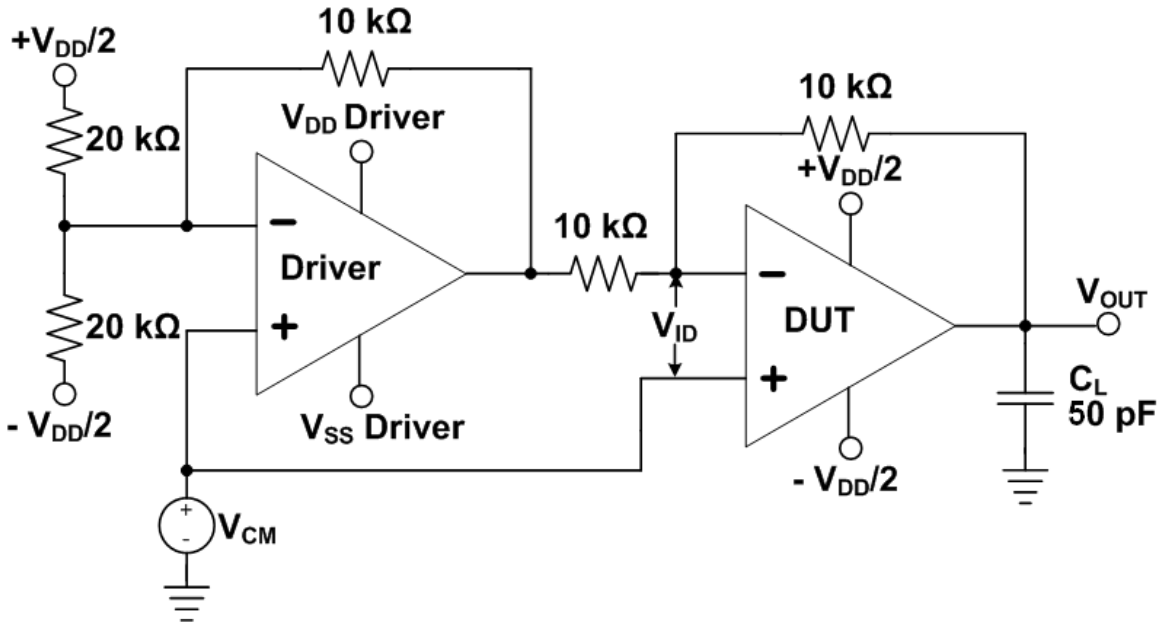 10 kΩ
+VDD/2
20 kΩ
VDD Driver
10 kΩ
+VDD/2
10 kΩ
−
Driver
+
20 kΩ
- VDD/2
VSS Driver
VID
−
DUT
+
VOUT
CL
50 pF
- VDD/2
+
-
VCM